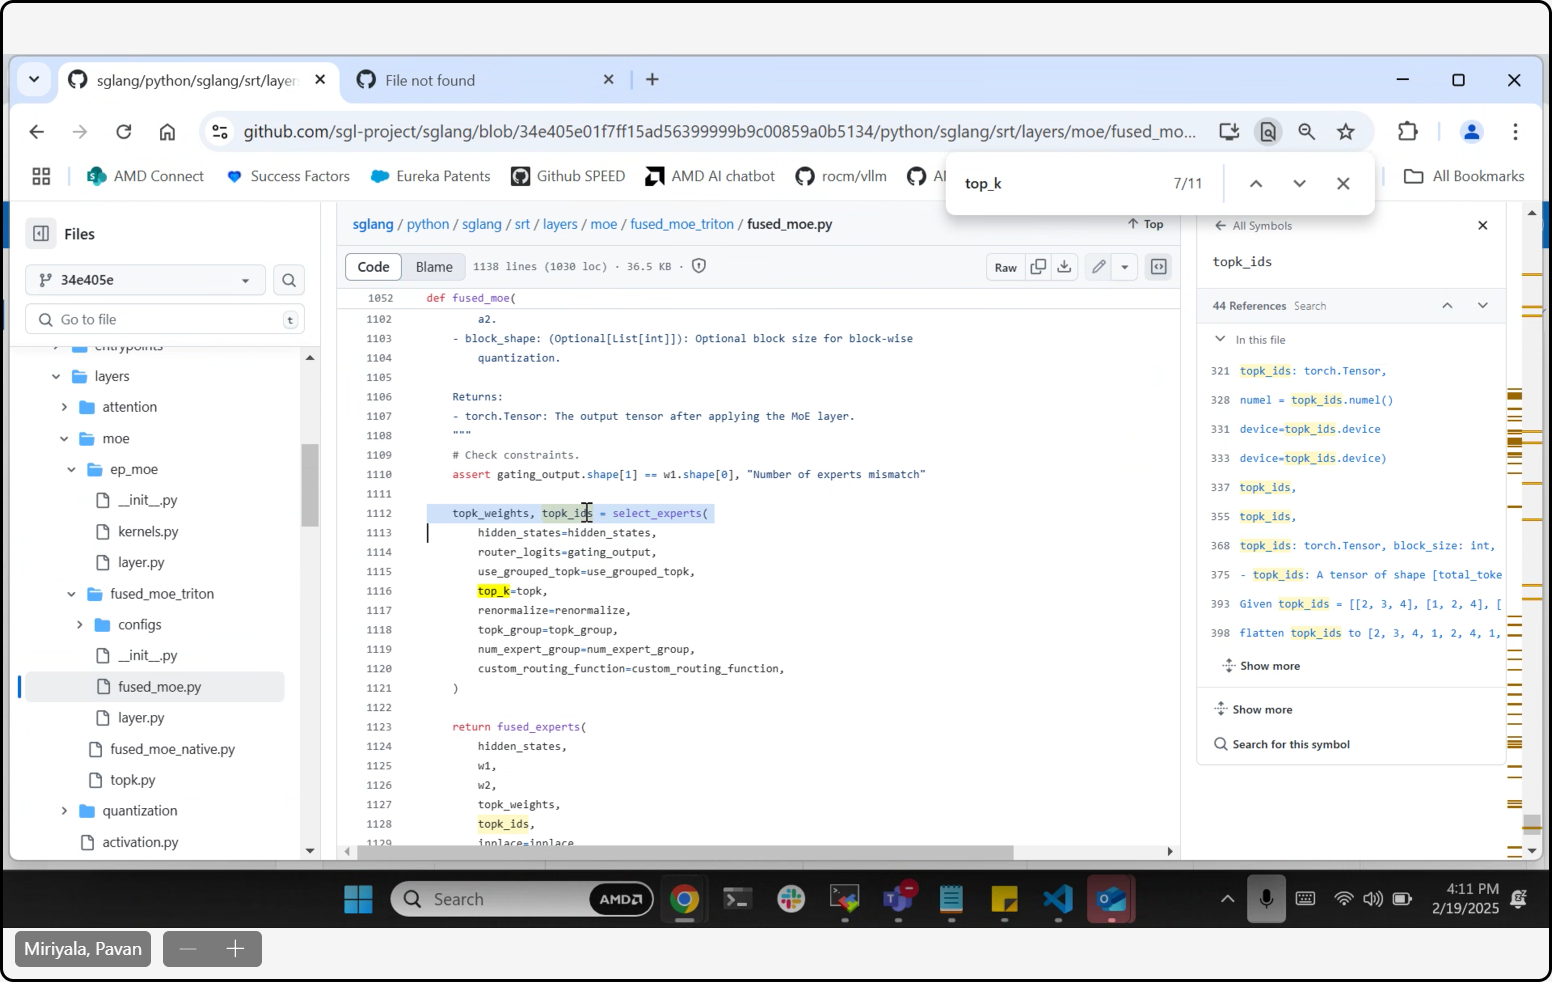 sglang/python/sglang/srt/layer
File not found
github.com/sgl-project/sglang/blob/34e405e01f7ff15ad56399999b9c00859a0b5134/python/sglang/srt/layers/moe/fused_mo...
AMD Connect
Success Factors
Eureka Patents
Github SPEED
AMD AI chatbot
rocm/vllm
All Bookmarks
top_k
7/11
Files
34e405e
Go to file
t
entrypoints
layers
attention
moe
ep_moe
__init__.py
kernels.py
layer.py
fused_moe_triton
configs
__init__.py
fused_moe.py
layer.py
fused_moe_native.py
topk.py
quantization
activation.py
sglang / python / sglang / srt / layers / moe / fused_moe_triton / fused_moe.py
Top
Code
Blame
1138 lines (1030 loc) · 36.5 KB ·
Raw
1052 def fused_moe(
1102 a2.
1103 - block_shape: (Optional[List[int]]): Optional block size for block-wise
1104 quantization.
1105
1106 Returns:
1107 - torch.Tensor: The output tensor after applying the MoE layer.
1108 """
1109 # Check constraints.
1110 assert gating_output.shape[1] == w1.shape[0], "Number of experts mismatch"
1111
1112 topk_weights, topk_ids = select_experts(
1113 hidden_states=hidden_states,
1114 router_logits=gating_output,
1115 use_grouped_topk=use_grouped_topk,
1116 top_k=topk,
1117 renormalize=renormalize,
1118 topk_group=topk_group,
1119 num_expert_group=num_expert_group,
1120 custom_routing_function=custom_routing_function,
1121 )
1122
1123 return fused_experts(
1124 hidden_states,
1125 w1,
1126 w2,
1127 topk_weights,
1128 topk_ids,
1129 inplace=inplace
All Symbols
topk_ids
44 References Search
In this file
321 topk_ids: torch.Tensor,
328 numel = topk_ids.numel()
331 device=topk_ids.device
333 device=topk_ids.device)
337 topk_ids,
355 topk_ids,
368 topk_ids: torch.Tensor, block_size: int,
375 - topk_ids: A tensor of shape [total_toke
393 Given topk_ids = [[2, 3, 4], [1, 2, 4], [
398 flatten topk_ids to [2, 3, 4, 1, 2, 4, 1,
Show more
Show more
Search for this symbol
Search
AMD
4:11 PM
2/19/2025
Miriyala, Pavan